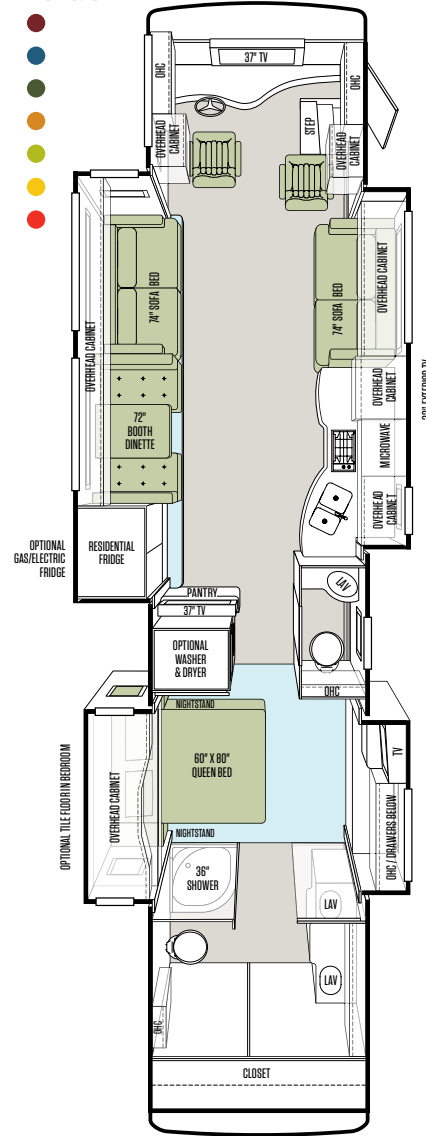 37" TV
OHC
OHC
STEP
OVERHEAD
CABINET
OVERHEAD
CABINET
OVERHEAD CABINET
74" SOFA BED
74" SOFA BED
OVERHEAD CABINET
OVERHEAD
CABINET
72"
BOOTH
DINETTE
MICROWAVE
OVERHEAD
CABINET
OPTIONAL
GAS/ELECTRIC
FRIDGE
RESIDENTIAL
FRIDGE
LAV
PANTRY
37" TV
OPTIONAL
WASHER
& DRYER
OHC
NIGHTSTAND
60" X 80"
QUEEN BED
NIGHTSTAND
OPTIONAL TILE FLOOR IN BEDROOM
OVERHEAD CABINET
TV
OHC / DRAWERS BELOW
36"
SHOWER
LAV
LAV
OHC
CLOSET